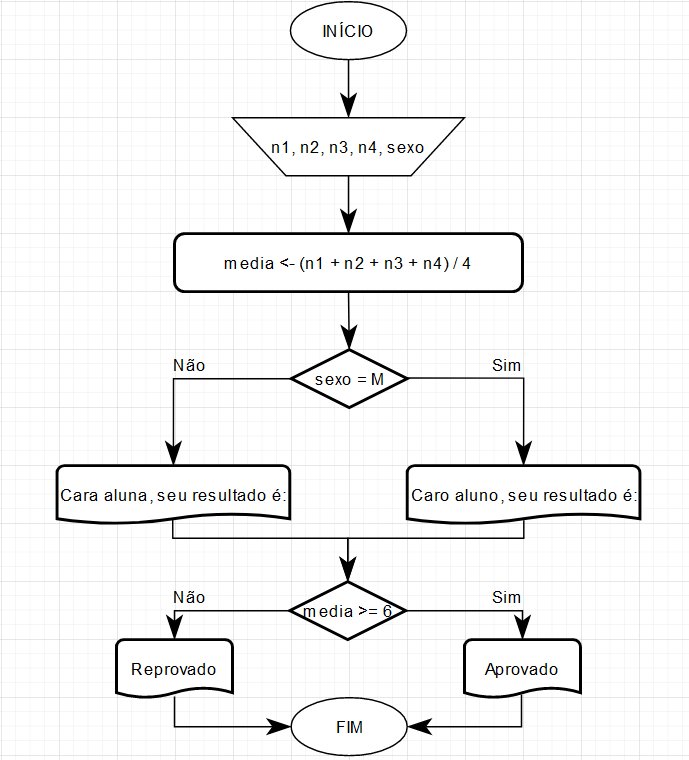 INÍCIO
n1, n2, n3, n4, sexo
media <- (n1 + n2 + n3 + n4) / 4
Não
Sim
sexo = M
Cara aluna, seu resultado é:
Caro aluno, seu resultado é:
Não
Sim
media >= 6
Reprovado
Aprovado
FIM